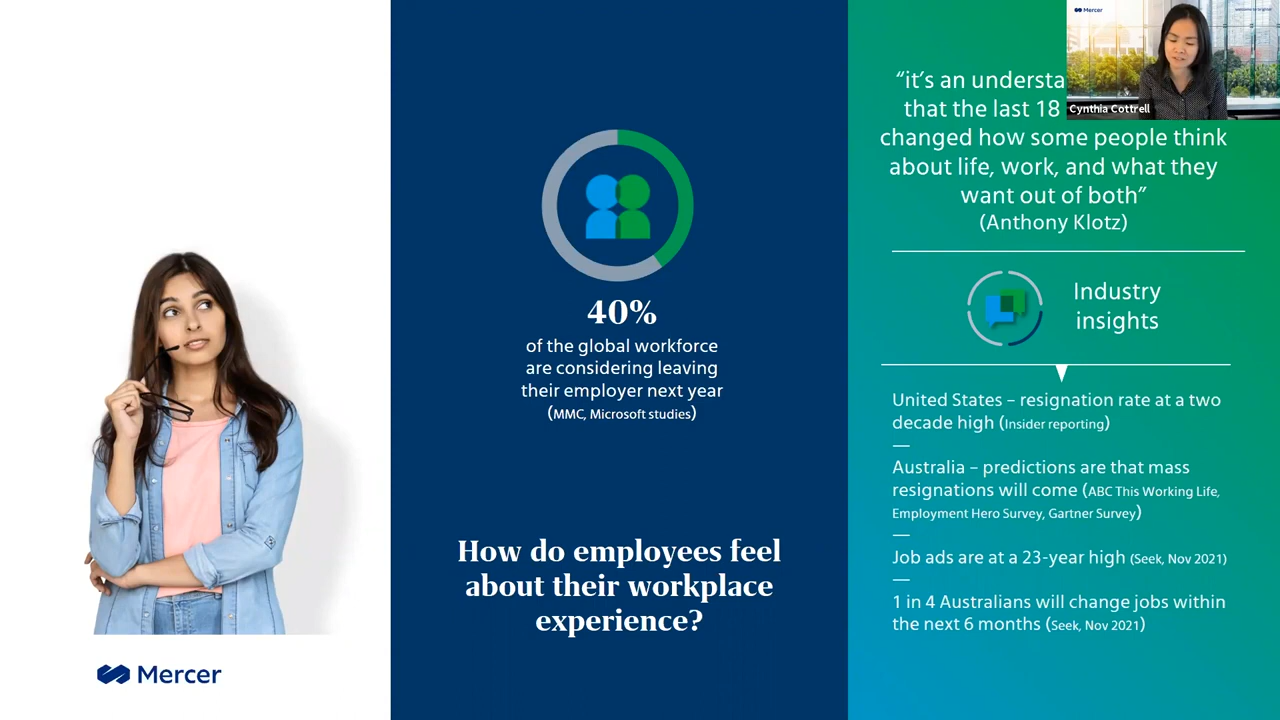 40%
of the global workforce
are considering leaving
their employer next year
(MMC, Microsoft studies)
How do employees feel
about their workplace
experience?
Mercer
“it’s an understa
that the last 18
changed how some people think
about life, work, and what they
want out of both”
(Anthony Klotz)
Industry
insights
United States – resignation rate at a two
decade high (Insider reporting)
Australia – predictions are that mass
resignations will come (ABC This Working Life,
Employment Hero Survey, Gartner Survey)
Job ads are at a 23-year high (Seek, Nov 2021)
1 in 4 Australians will change jobs within
the next 6 months (Seek, Nov 2021)
Mercer
Cynthia Cottrell